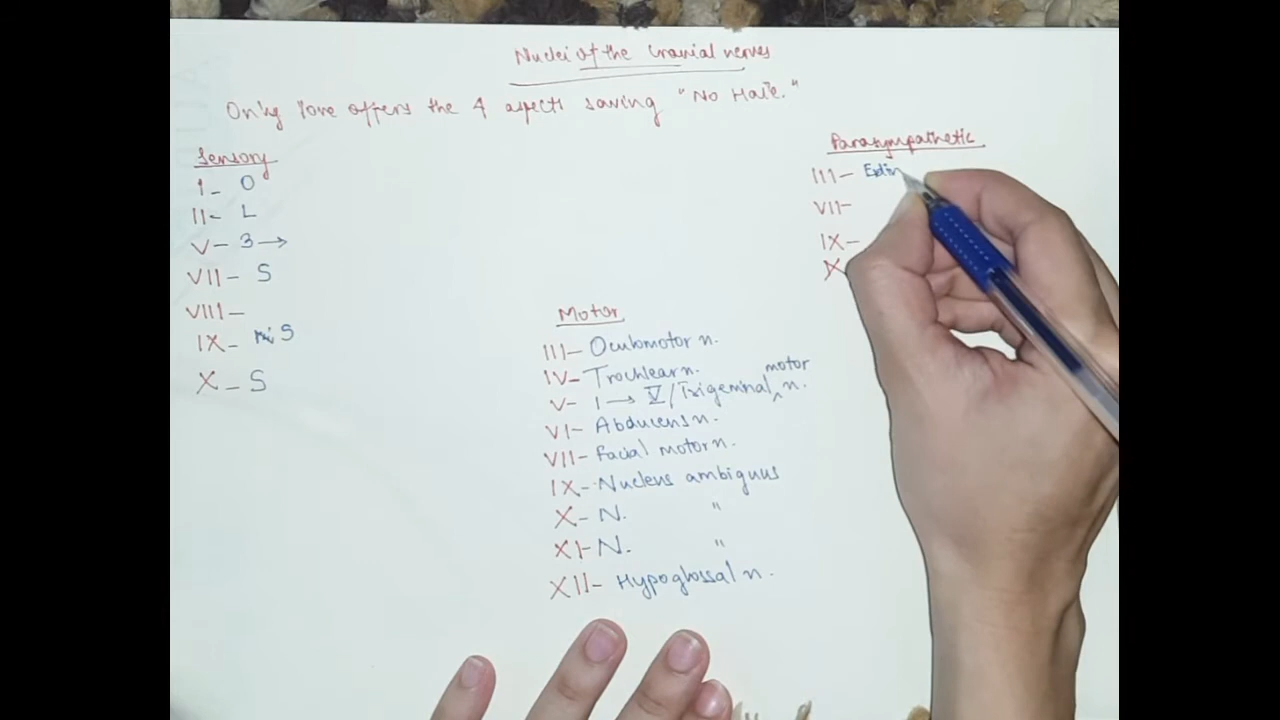 Nuclei of the cranial nerves
Only love offers the 4 aspects saving "No Hate."
Sensory
I- O
II- L
V- 3→
VII- S
VIII-
IX- S
X- S
Motor
III- Oculomotor n.
IV- Trochlear n.
V- 1 → V/Trigeminal motor n.
VI- Abducens n.
VII- Facial motor n.
IX- Nucleus ambiguus
X- N. "
XI- N. "
XII- Hypoglossal n.
Parasympathetic
III- Edin
VII-
IX-
X